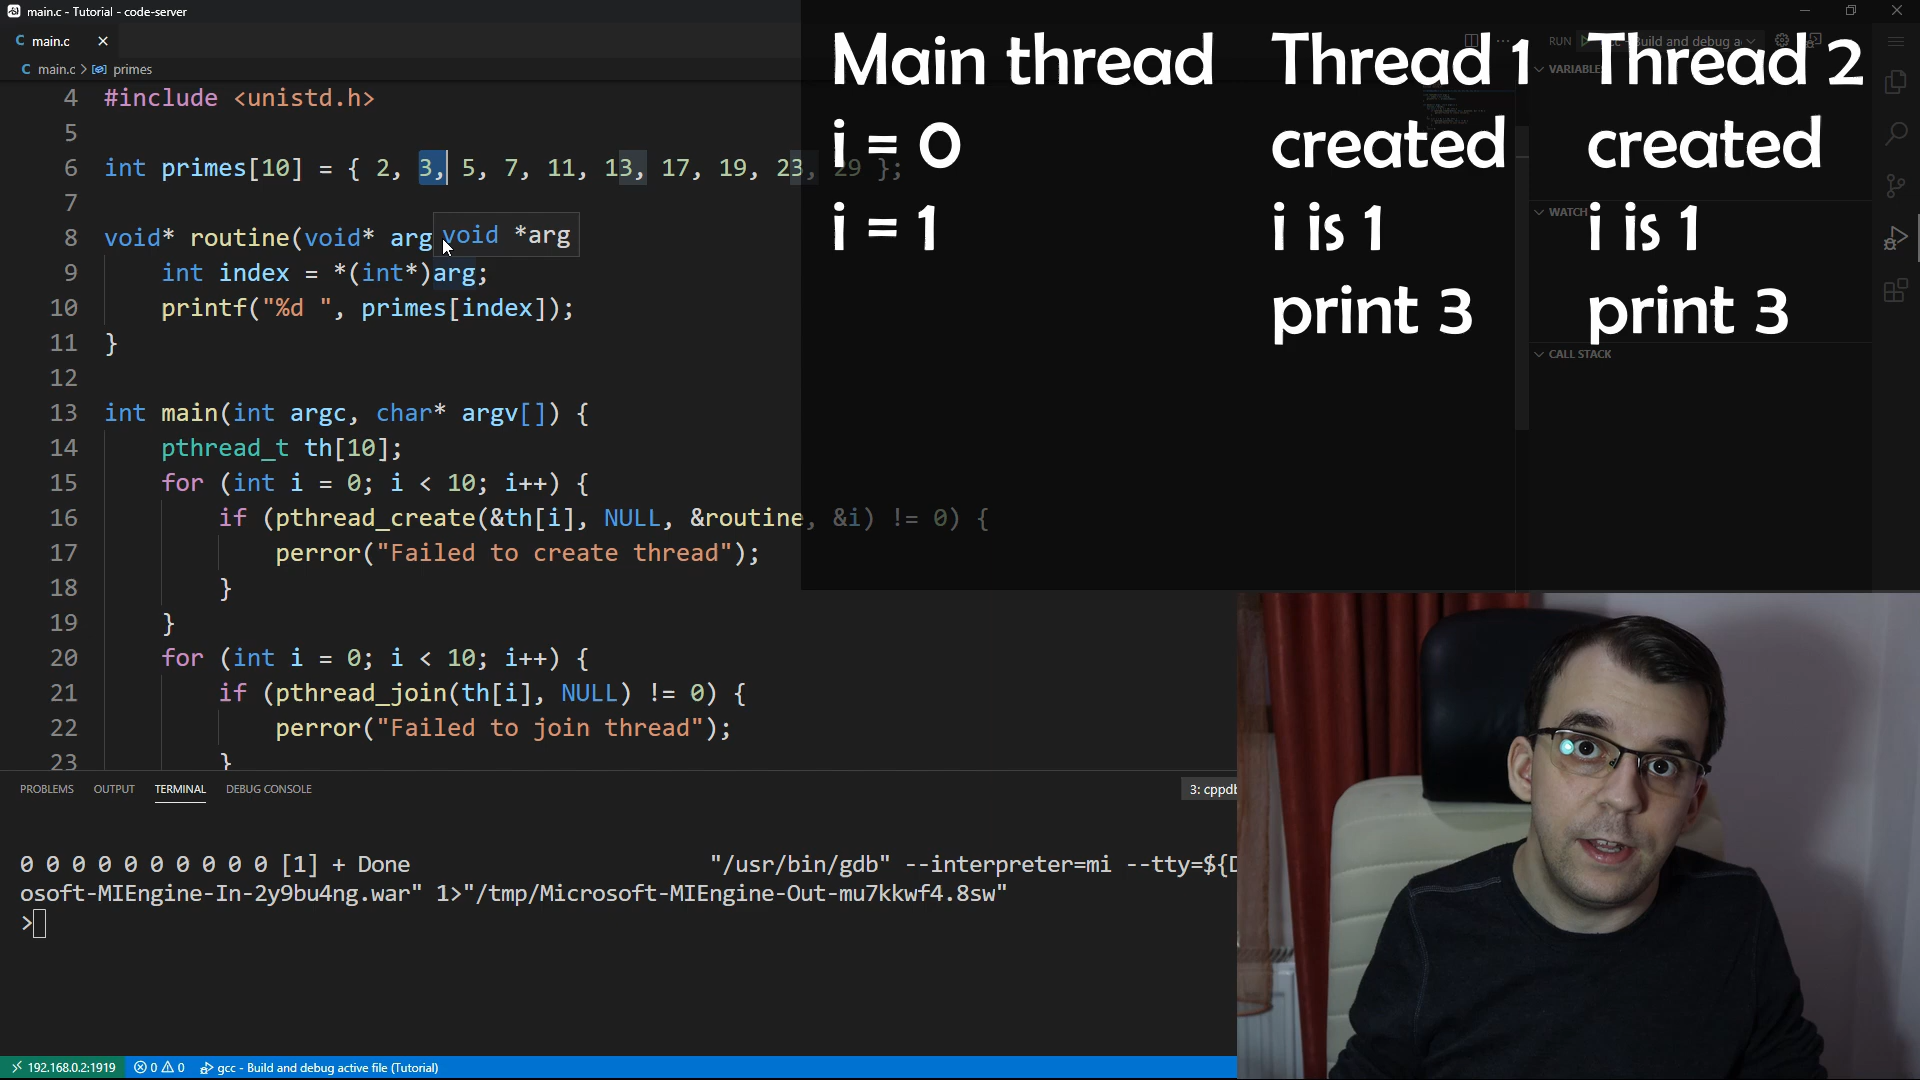 main.c - Tutorial - code-server
main.c
main.c > primes
4 #include <unistd.h>
5
6 int primes[10] = { 2, 3, 5, 7, 11, 13, 17, 19, 23, 29 };
7
8 void* routine(void* arg
void *arg
9 int index = *(int*)arg;
10 printf("%d ", primes[index]);
11 }
12
13 int main(int argc, char* argv[]) {
14 pthread_t th[10];
15 for (int i = 0; i < 10; i++) {
16 if (pthread_create(&th[i], NULL, &routine, &i) != 0) {
17 perror("Failed to create thread");
18 }
19 }
20 for (int i = 0; i < 10; i++) {
21 if (pthread_join(th[i], NULL) != 0) {
22 perror("Failed to join thread");
23 }
Main thread
i = 0
i = 1
Thread 1
created
i is 1
print 3
Thread 2
created
i is 1
print 3
RUN
VARIABLES
WATCH
CALL STACK
PROBLEMS OUTPUT TERMINAL DEBUG CONSOLE
3: cppdb
0 0 0 0 0 0 0 0 0 0 [1] + Done "/usr/bin/gdb" --interpreter=mi --tty=${D
osoft-MIEngine-In-2y9bu4ng.war" 1>"/tmp/Microsoft-MIEngine-Out-mu7kkwf4.8sw"
>
192.168.0.2:1919 0 0 gcc - Build and debug active file (Tutorial)